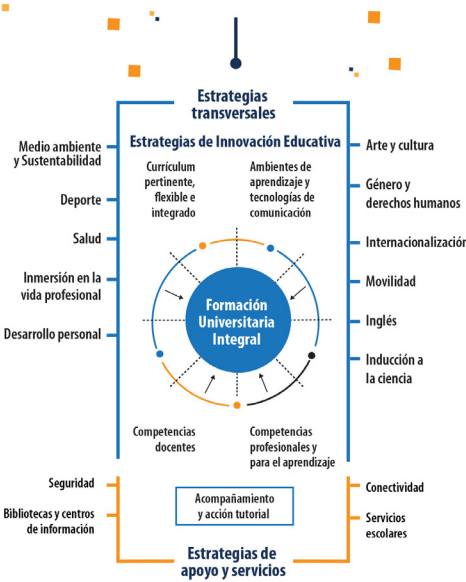 Estrategias
transversales
Estrategias de Innovación Educativa
Medio ambiente
y Sustentabilidad
Deporte
Salud
Inmersión en la
vida profesional
Desarrollo personal
Currículum
pertinente,
flexible e
integrado
Ambientes de
aprendizaje y
tecnologías de
comunicación
Arte y cultura
Género y
derechos humanos
Internacionalización
Movilidad
Inglés
Inducción a
la ciencia
Formación
Universitaria
Integral
Competencias
docentes
Competencias
profesionales y
para el aprendizaje
Seguridad
Bibliotecas y centros
de información
Acompañamiento
y acción tutorial
Conectividad
Servicios
escolares
Estrategias de
apoyo y servicios